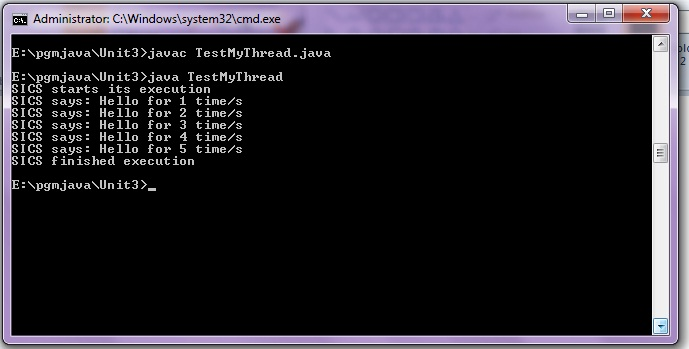 Administrator: C:\Windows\system32\cmd.exe
E:\pgmjava\Unit3>javac TestMyThread.java
E:\pgmjava\Unit3>java TestMyThread
SICS starts its execution
SICS says: Hello for 1 time/s
SICS says: Hello for 2 time/s
SICS says: Hello for 3 time/s
SICS says: Hello for 4 time/s
SICS says: Hello for 5 time/s
SICS finished execution
E:\pgmjava\Unit3>_